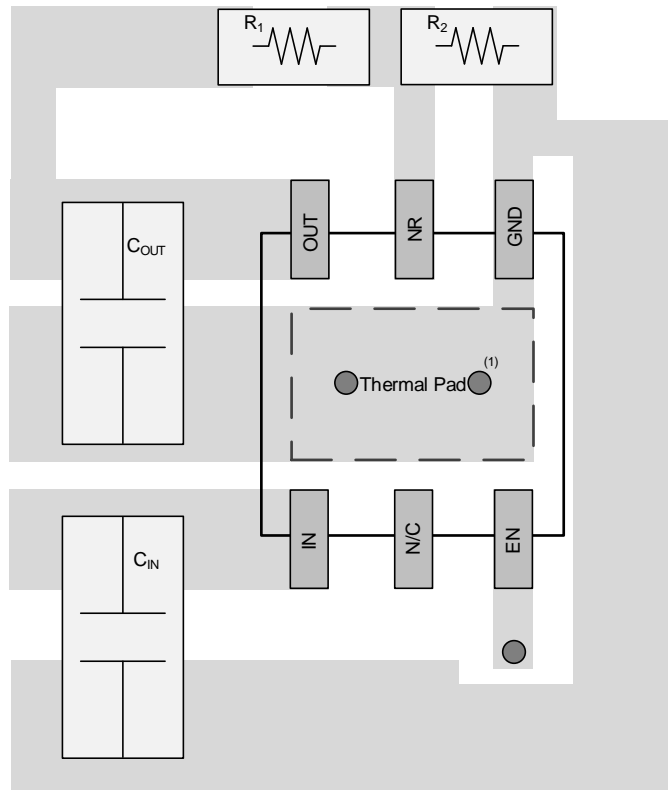 R1
R2
OUT
NR
GND
COUT
(1)
Thermal Pad
IN
N/C
EN
CIN